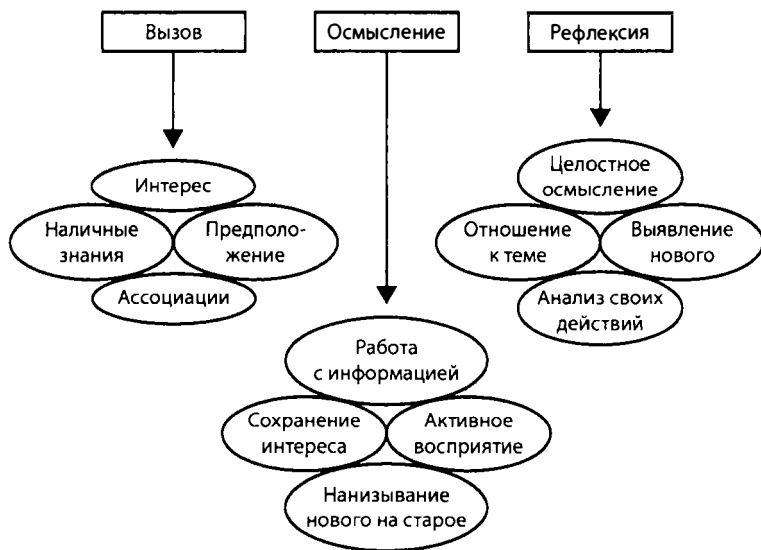 Вызов
Осмысление
Рефлексия
Интерес
Наличные
знания
Предполо-
жение
Ассоциации
Целостное
осмысление
Отношение
к теме
Выявление
нового
Анализ своих
действий
Работа
с информацией
Сохранение
интереса
Активное
восприятие
Нанизывание
нового на старое